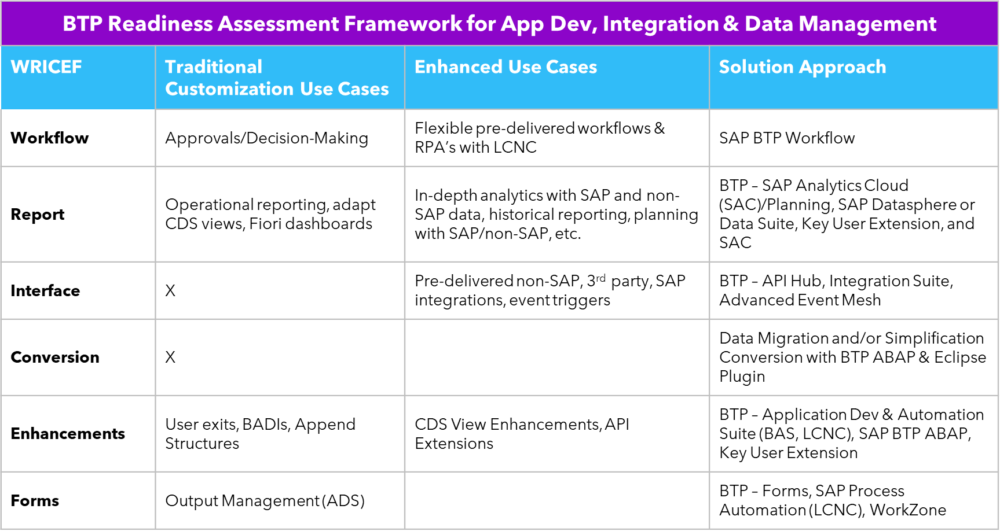 BTP Readiness Assessment Framework for App Dev, Integration & Data Management
WRICEF
Traditional
Customization Use Cases
Enhanced Use Cases
Solution Approach
Workflow
Approvals/Decision-Making
Flexible pre-delivered workflows &
RPA's with LCNC
SAP BTP Workflow
Report
Operational reporting, adapt
CDS views, Fiori dashboards
In-depth analytics with SAP and non-
SAP data, historical reporting, planning
with SAP/non-SAP, etc.
BTP – SAP Analytics Cloud
(SAC)/Planning, SAP Datasphere or
Data Suite, Key User Extension, and
SAC
Interface
X
Pre-delivered non-SAP, 3rd party, SAP
integrations, event triggers
BTP – API Hub, Integration Suite,
Advanced Event Mesh
Conversion
X
Data Migration and/or Simplification
Conversion with BTP ABAP & Eclipse
Plugin
Enhancements
User exits, BADIs, Append
Structures
CDS View Enhancements, API
Extensions
BTP – Application Dev & Automation
Suite (BAS, LCNC), SAP BTP ABAP,
Key User Extension
Forms
Output Management (ADS)
BTP – Forms, SAP Process
Automation (LCNC), WorkZone